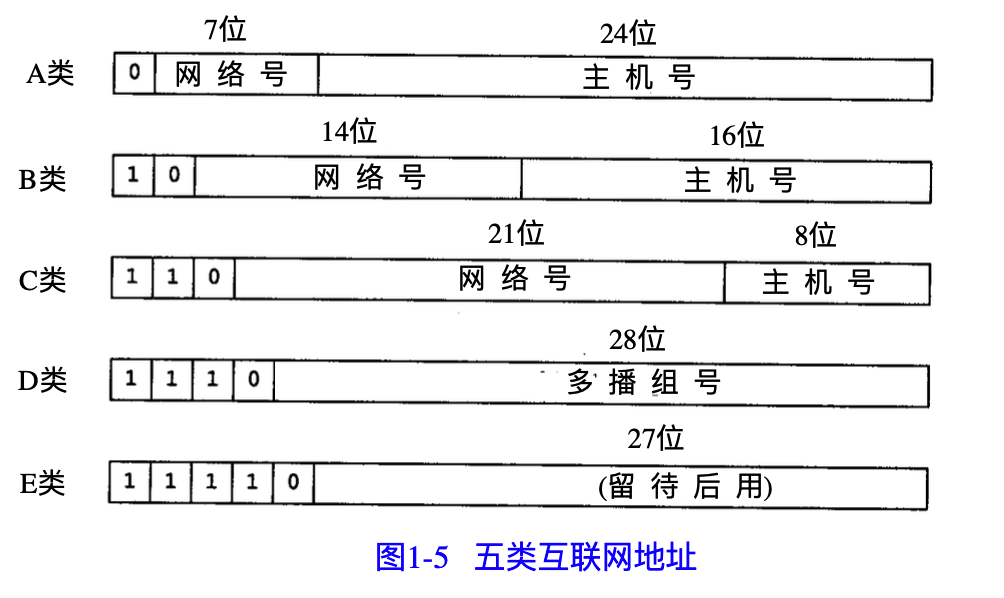 7位 24位
A类 0 网络号 主机号
14位 16位
B类 1 0 网络号 主机号
21位 8位
C类 1 1 0 网络号 主机号
28位
D类 1 1 1 0 多播组号
27位
E类 1 1 1 1 0 (留待后用)
图1-5 五类互联网地址